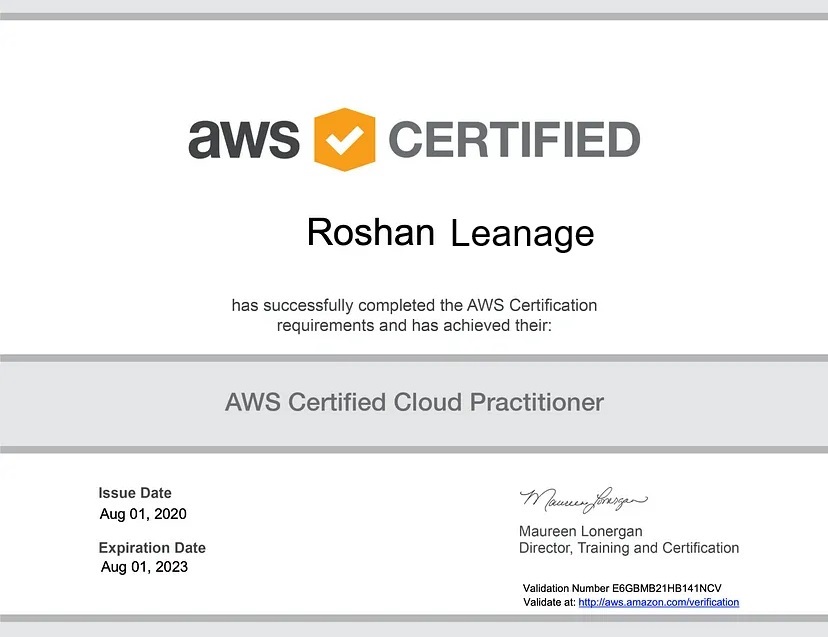 aws CERTIFIED
Roshan Leanage
has successfully completed the AWS Certification
requirements and has achieved their:
AWS Certified Cloud Practitioner
Issue Date
Aug 01, 2020
Expiration Date
Aug 01, 2023
Maureen Lonergan
Maureen Lonergan
Director, Training and Certification
Validation Number E6GBMB21HB141NCV
Validate at: http://aws.amazon.com/verification